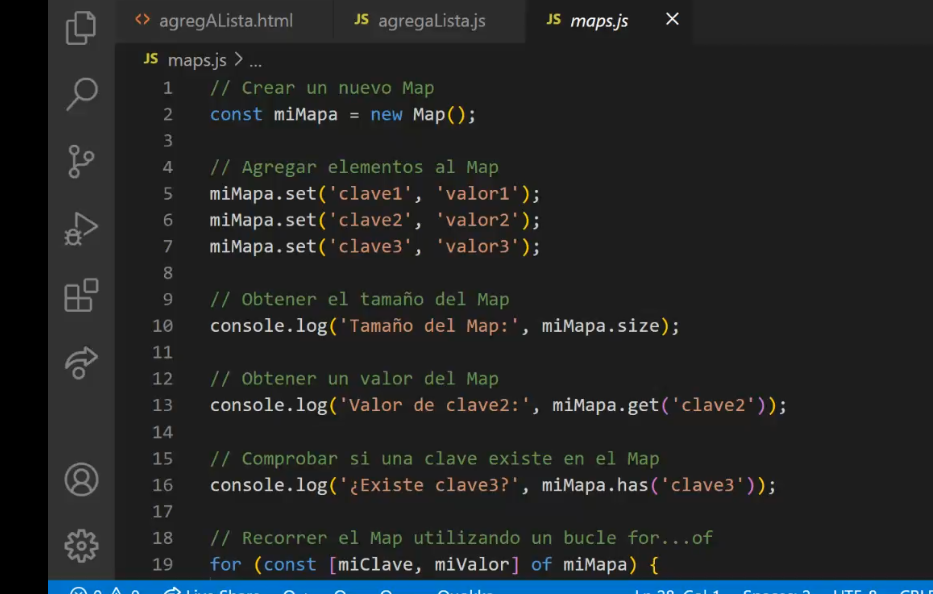 <> agregALista.html JS agregaLista.js JS maps.js ×
JS maps.js > ...
1 // Crear un nuevo Map
2 const miMapa = new Map();
3
4 // Agregar elementos al Map
5 miMapa.set('clave1', 'valor1');
6 miMapa.set('clave2', 'valor2');
7 miMapa.set('clave3', 'valor3');
8
9 // Obtener el tamaño del Map
10 console.log('Tamaño del Map:', miMapa.size);
11
12 // Obtener un valor del Map
13 console.log('Valor de clave2:', miMapa.get('clave2'));
14
15 // Comprobar si una clave existe en el Map
16 console.log('¿Existe clave3?', miMapa.has('clave3'));
17
18 // Recorrer el Map utilizando un bucle for...of
19 for (const [miClave, miValor] of miMapa) {